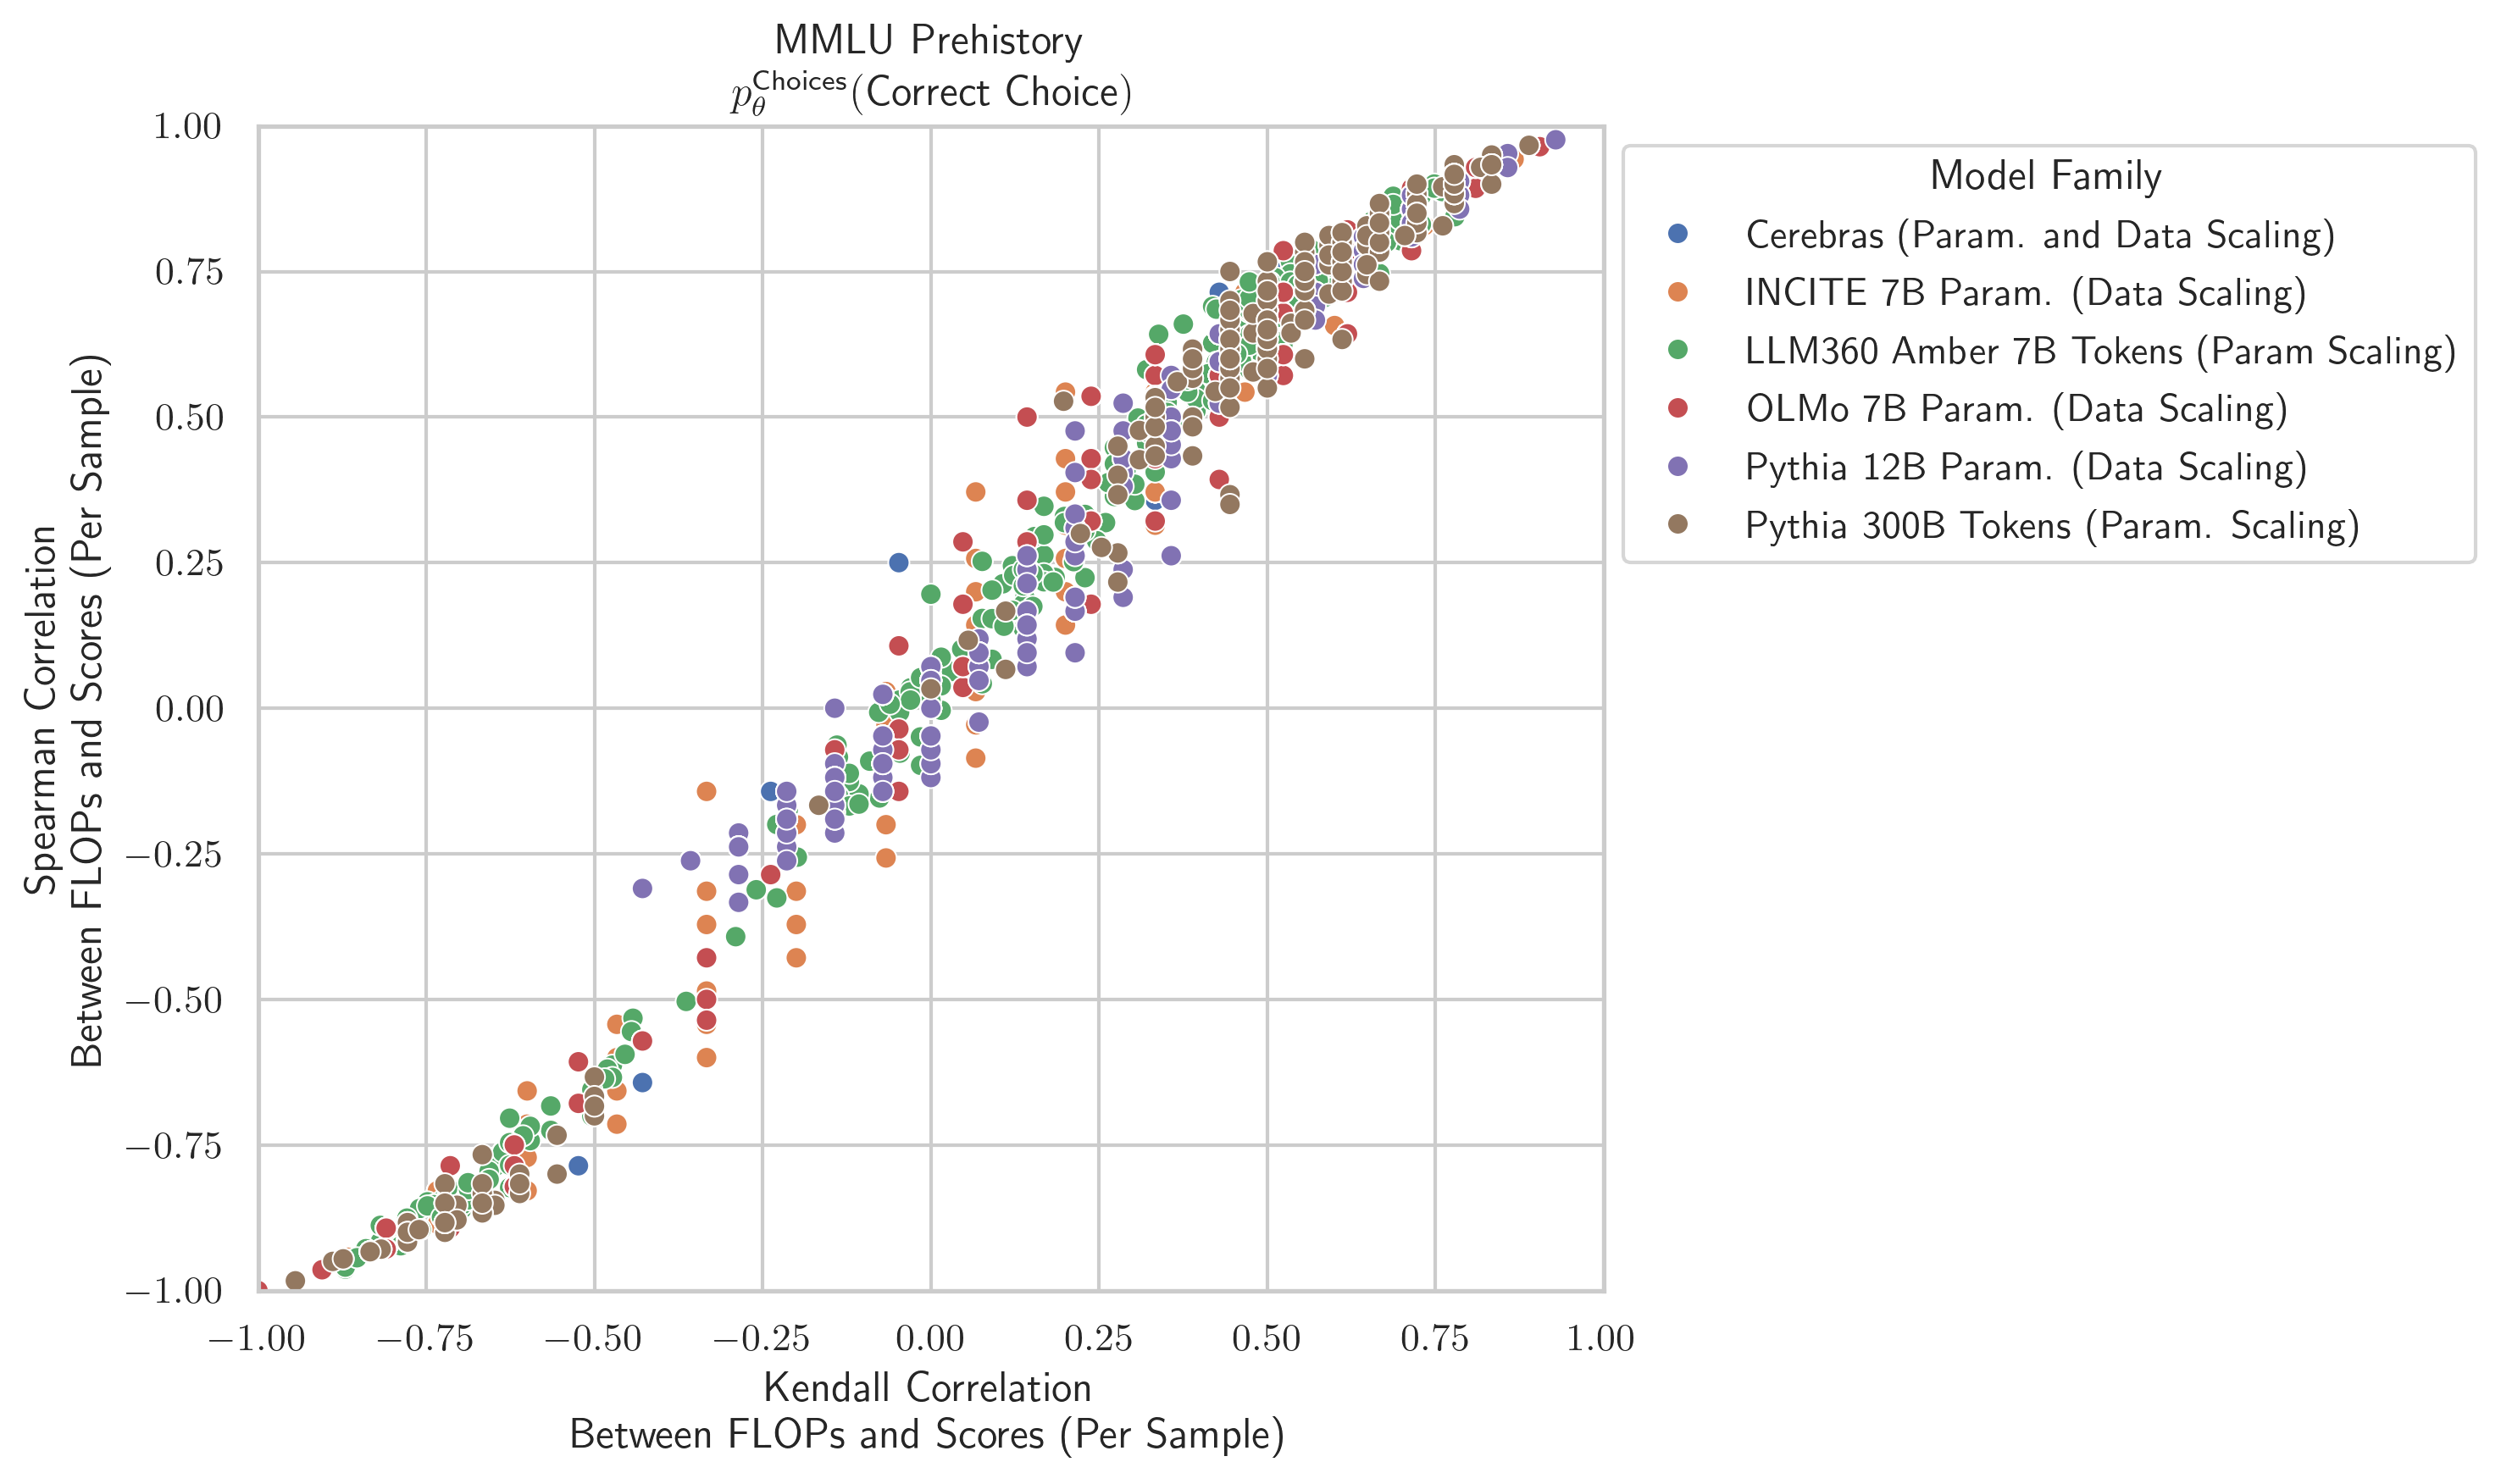 MMLU Prehistory
p_θ^Choices(Correct Choice)
1.00
0.75
0.50
0.25
0.00
−0.25
−0.50
−0.75
−1.00
Spearman Correlation
Between FLOPs and Scores (Per Sample)
−1.00
−0.75
−0.50
−0.25
0.00
0.25
0.50
0.75
1.00
Kendall Correlation
Between FLOPs and Scores (Per Sample)
Model Family
Cerebras (Param. and Data Scaling)
INCITE 7B Param. (Data Scaling)
LLM360 Amber 7B Tokens (Param Scaling)
OLMo 7B Param. (Data Scaling)
Pythia 12B Param. (Data Scaling)
Pythia 300B Tokens (Param. Scaling)